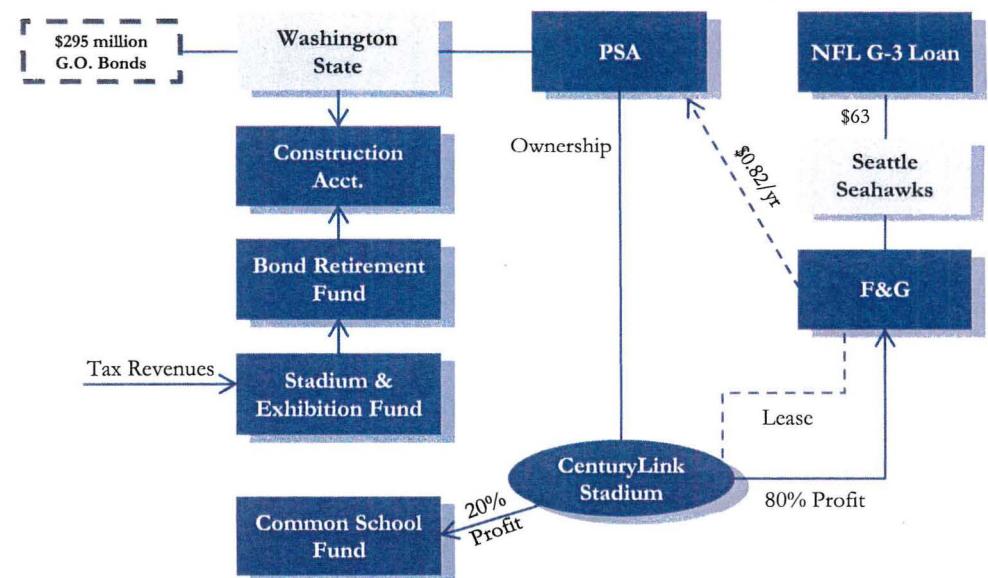 $295 million
G.O. Bonds
Washington
State
PSA
NFL G-3 Loan
$63
Ownership
Construction
Acct.
$0.82/yr
Seattle
Seahawks
Bond Retirement
Fund
F&G
Tax Revenues
Stadium &
Exhibition Fund
Lease
CenturyLink
Stadium
80% Profit
20%
Profit
Common School
Fund